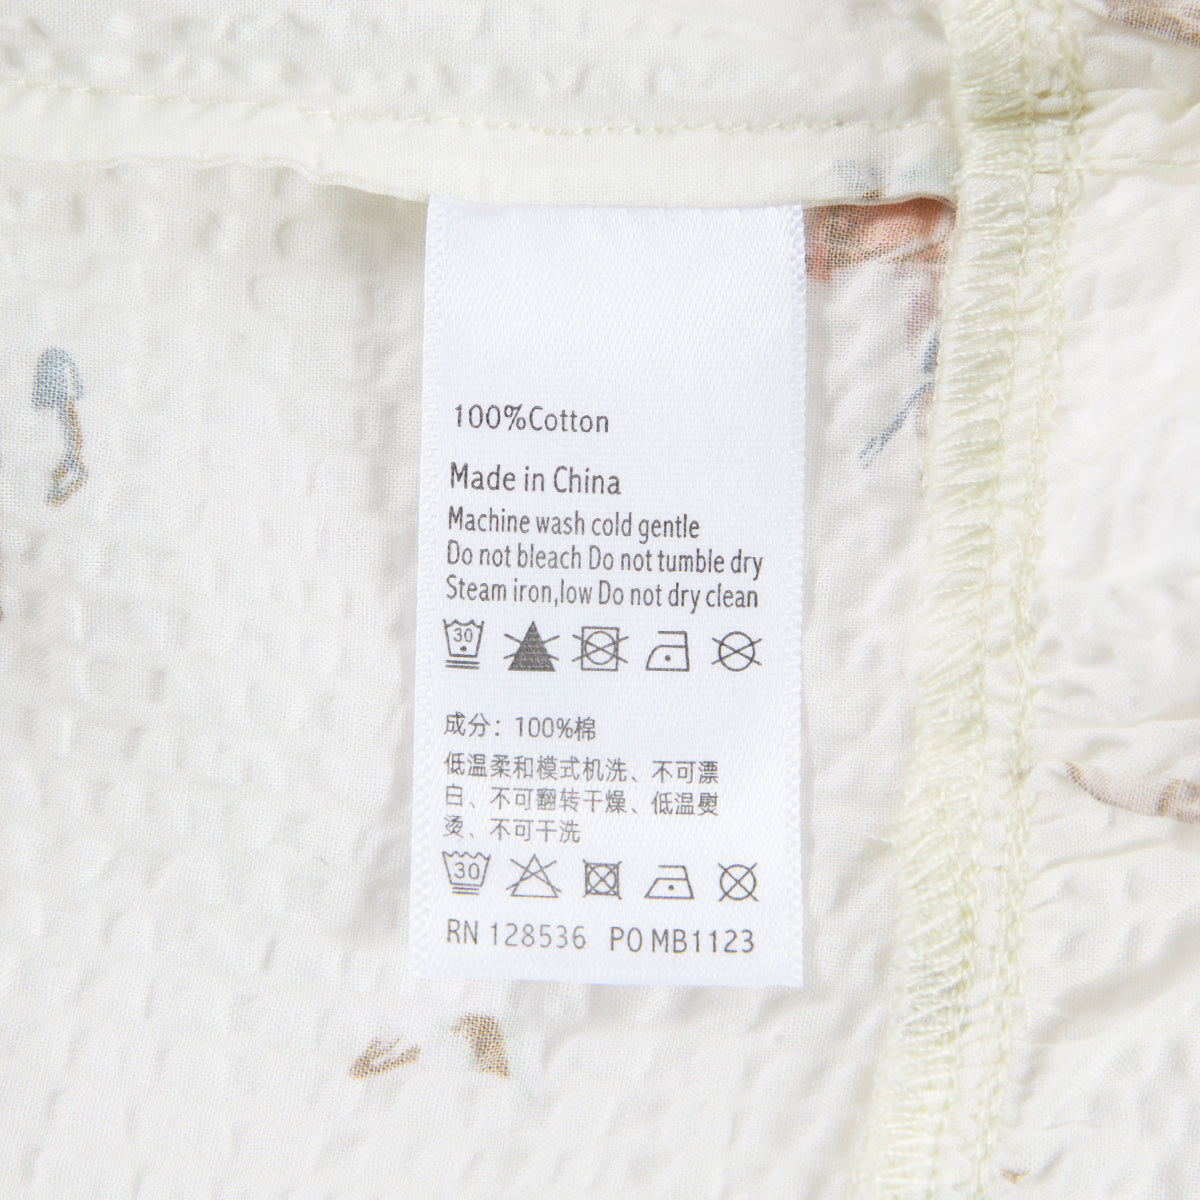 100%Cotton
Made in China
Machine wash cold gentle
Do not bleach Do not tumble dry
Steam iron,low Do not dry clean
30
成分：100%棉
低温柔和模式机洗、不可漂
白、不可翻转干燥、低温熨
烫、不可干洗
30
RN 128536 PO MB1123